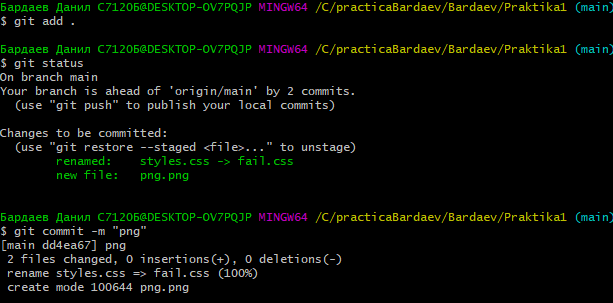 Бардаев Данил С7120Б@DESKTOP-OV7PQJP MINGW64 /C/practicaBardaev/Bardaev/Praktika1 (main)
$ git add .
Бардаев Данил С7120Б@DESKTOP-OV7PQJP MINGW64 /C/practicaBardaev/Bardaev/Praktika1 (main)
$ git status
On branch main
Your branch is ahead of 'origin/main' by 2 commits.
  (use "git push" to publish your local commits)
Changes to be committed:
  (use "git restore --staged <file>..." to unstage)
        renamed:    styles.css -> fail.css
        new file:   png.png
Бардаев Данил С7120Б@DESKTOP-OV7PQJP MINGW64 /C/practicaBardaev/Bardaev/Praktika1 (main)
$ git commit -m "png"
[main dd4ea67] png
 2 files changed, 0 insertions(+), 0 deletions(-)
 rename styles.css => fail.css (100%)
 create mode 100644 png.png